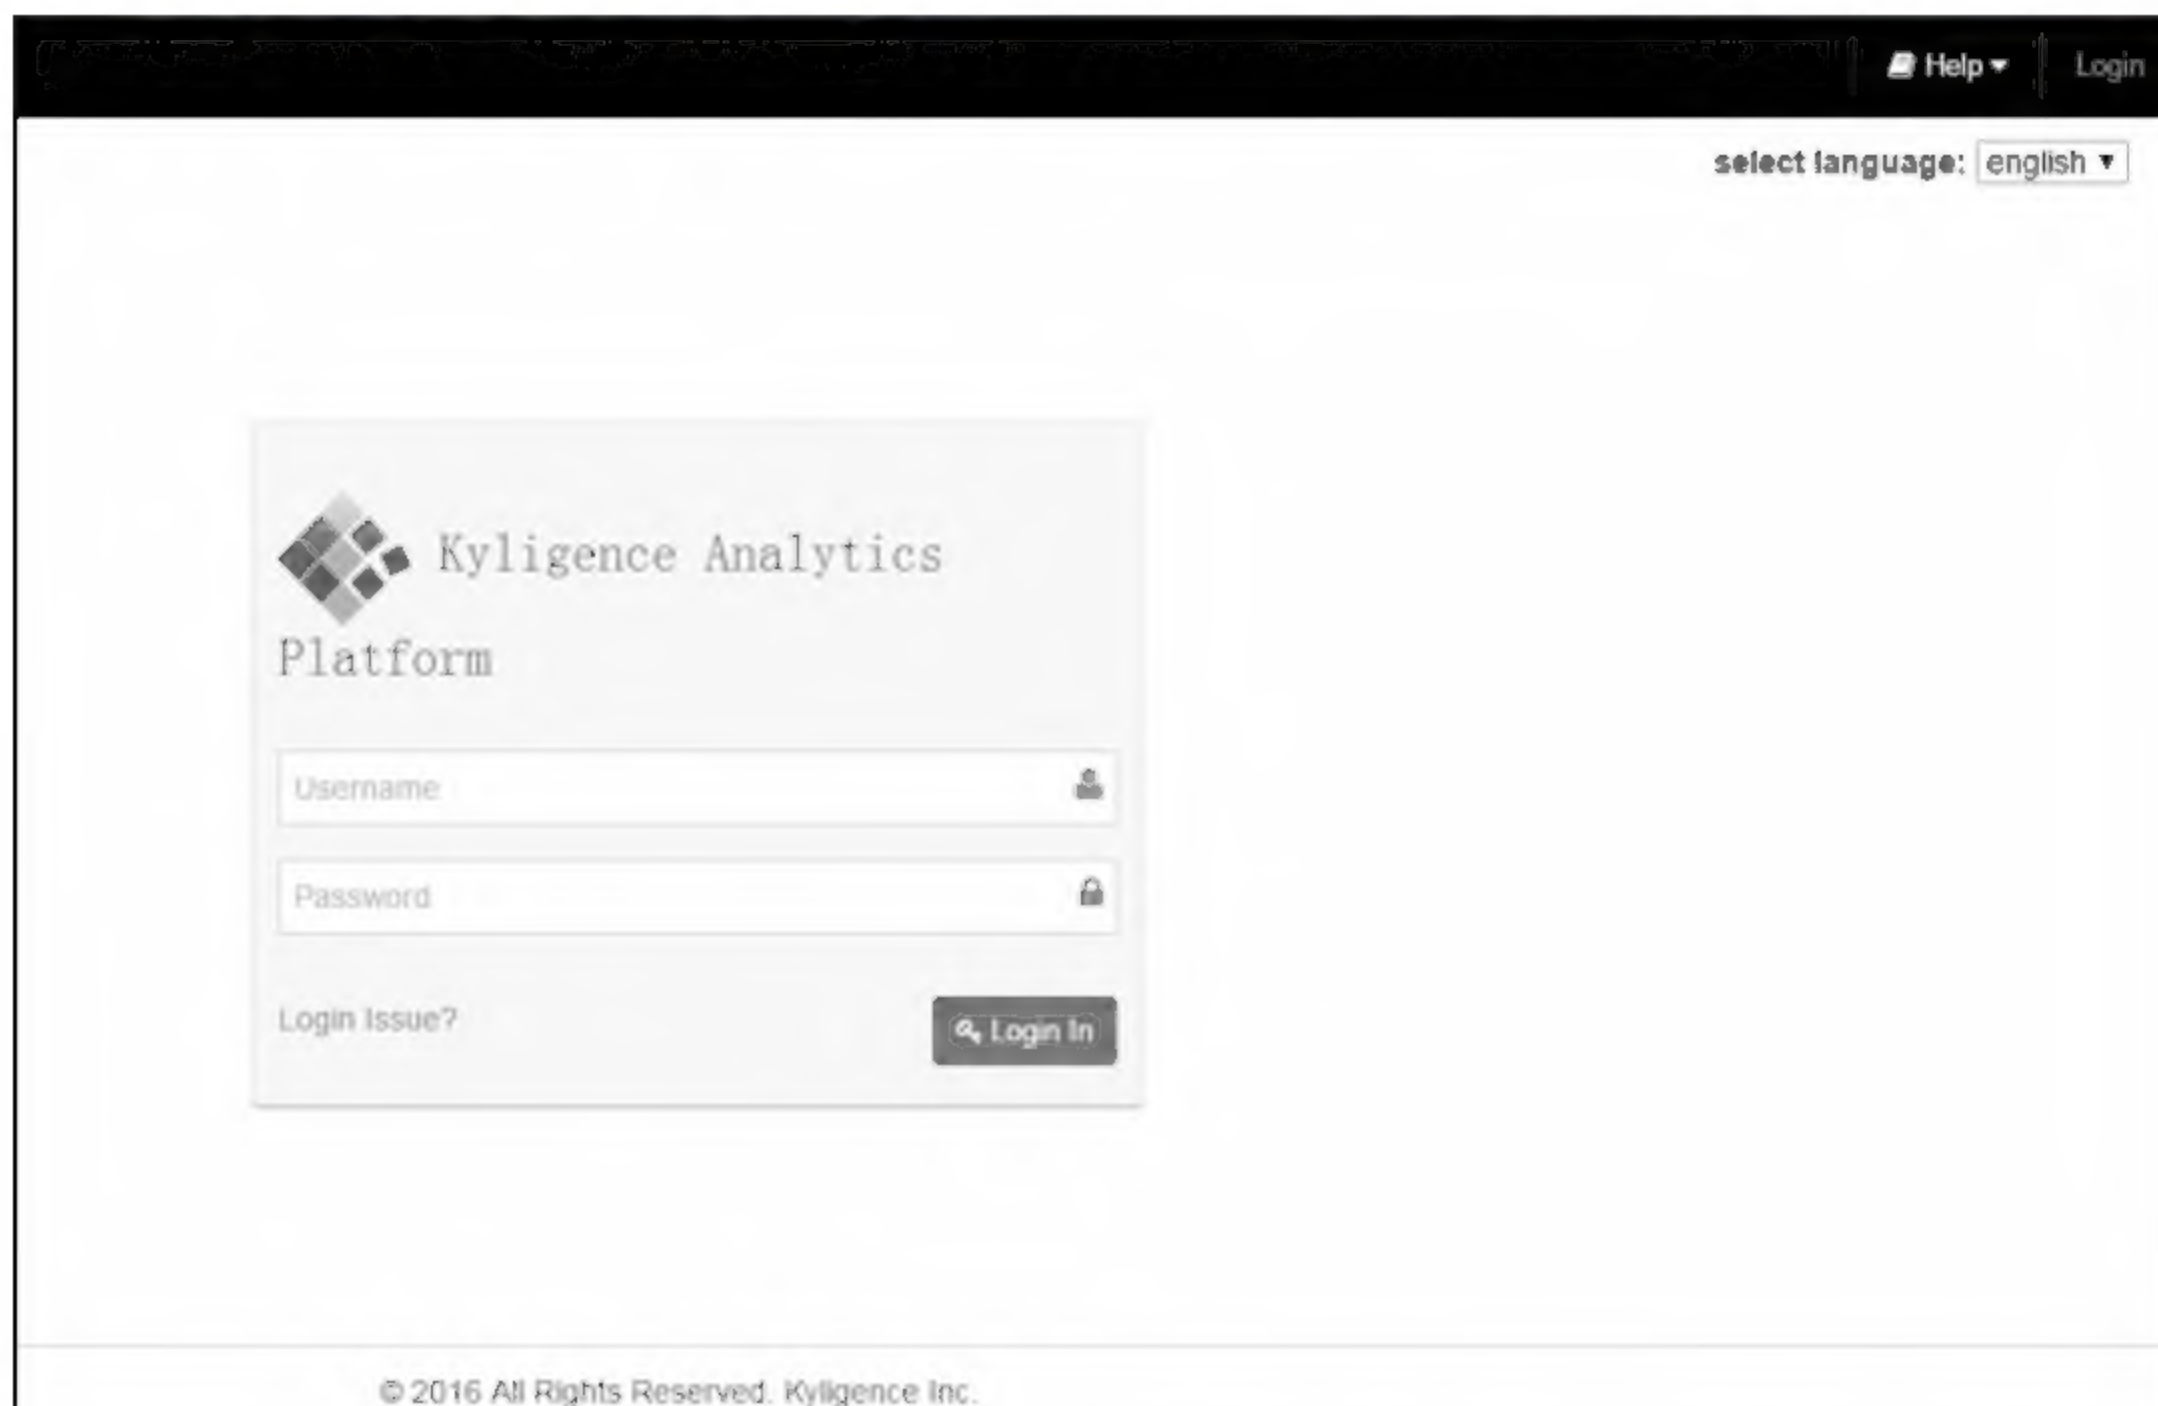 Help Login
select language: english
Kyligence Analytics
Platform
Username
Password
Login Issue?
Login In
© 2016 All Rights Reserved. Kyligence Inc.